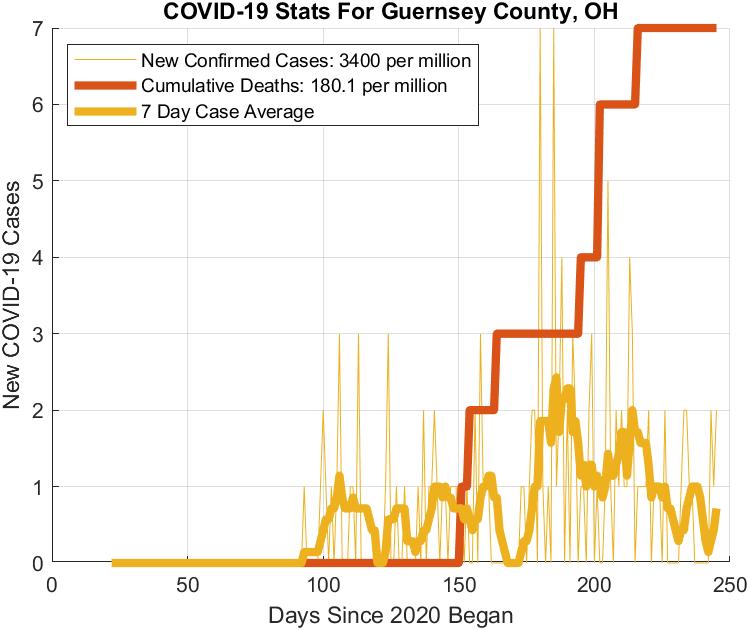 COVID-19 Stats For Guernsey County, OH
New Confirmed Cases: 3400 per million
Cumulative Deaths: 180.1 per million
7 Day Case Average
New COVID-19 Cases
7
6
5
4
3
2
1
0
0 50 100 150 200 250
Days Since 2020 Began